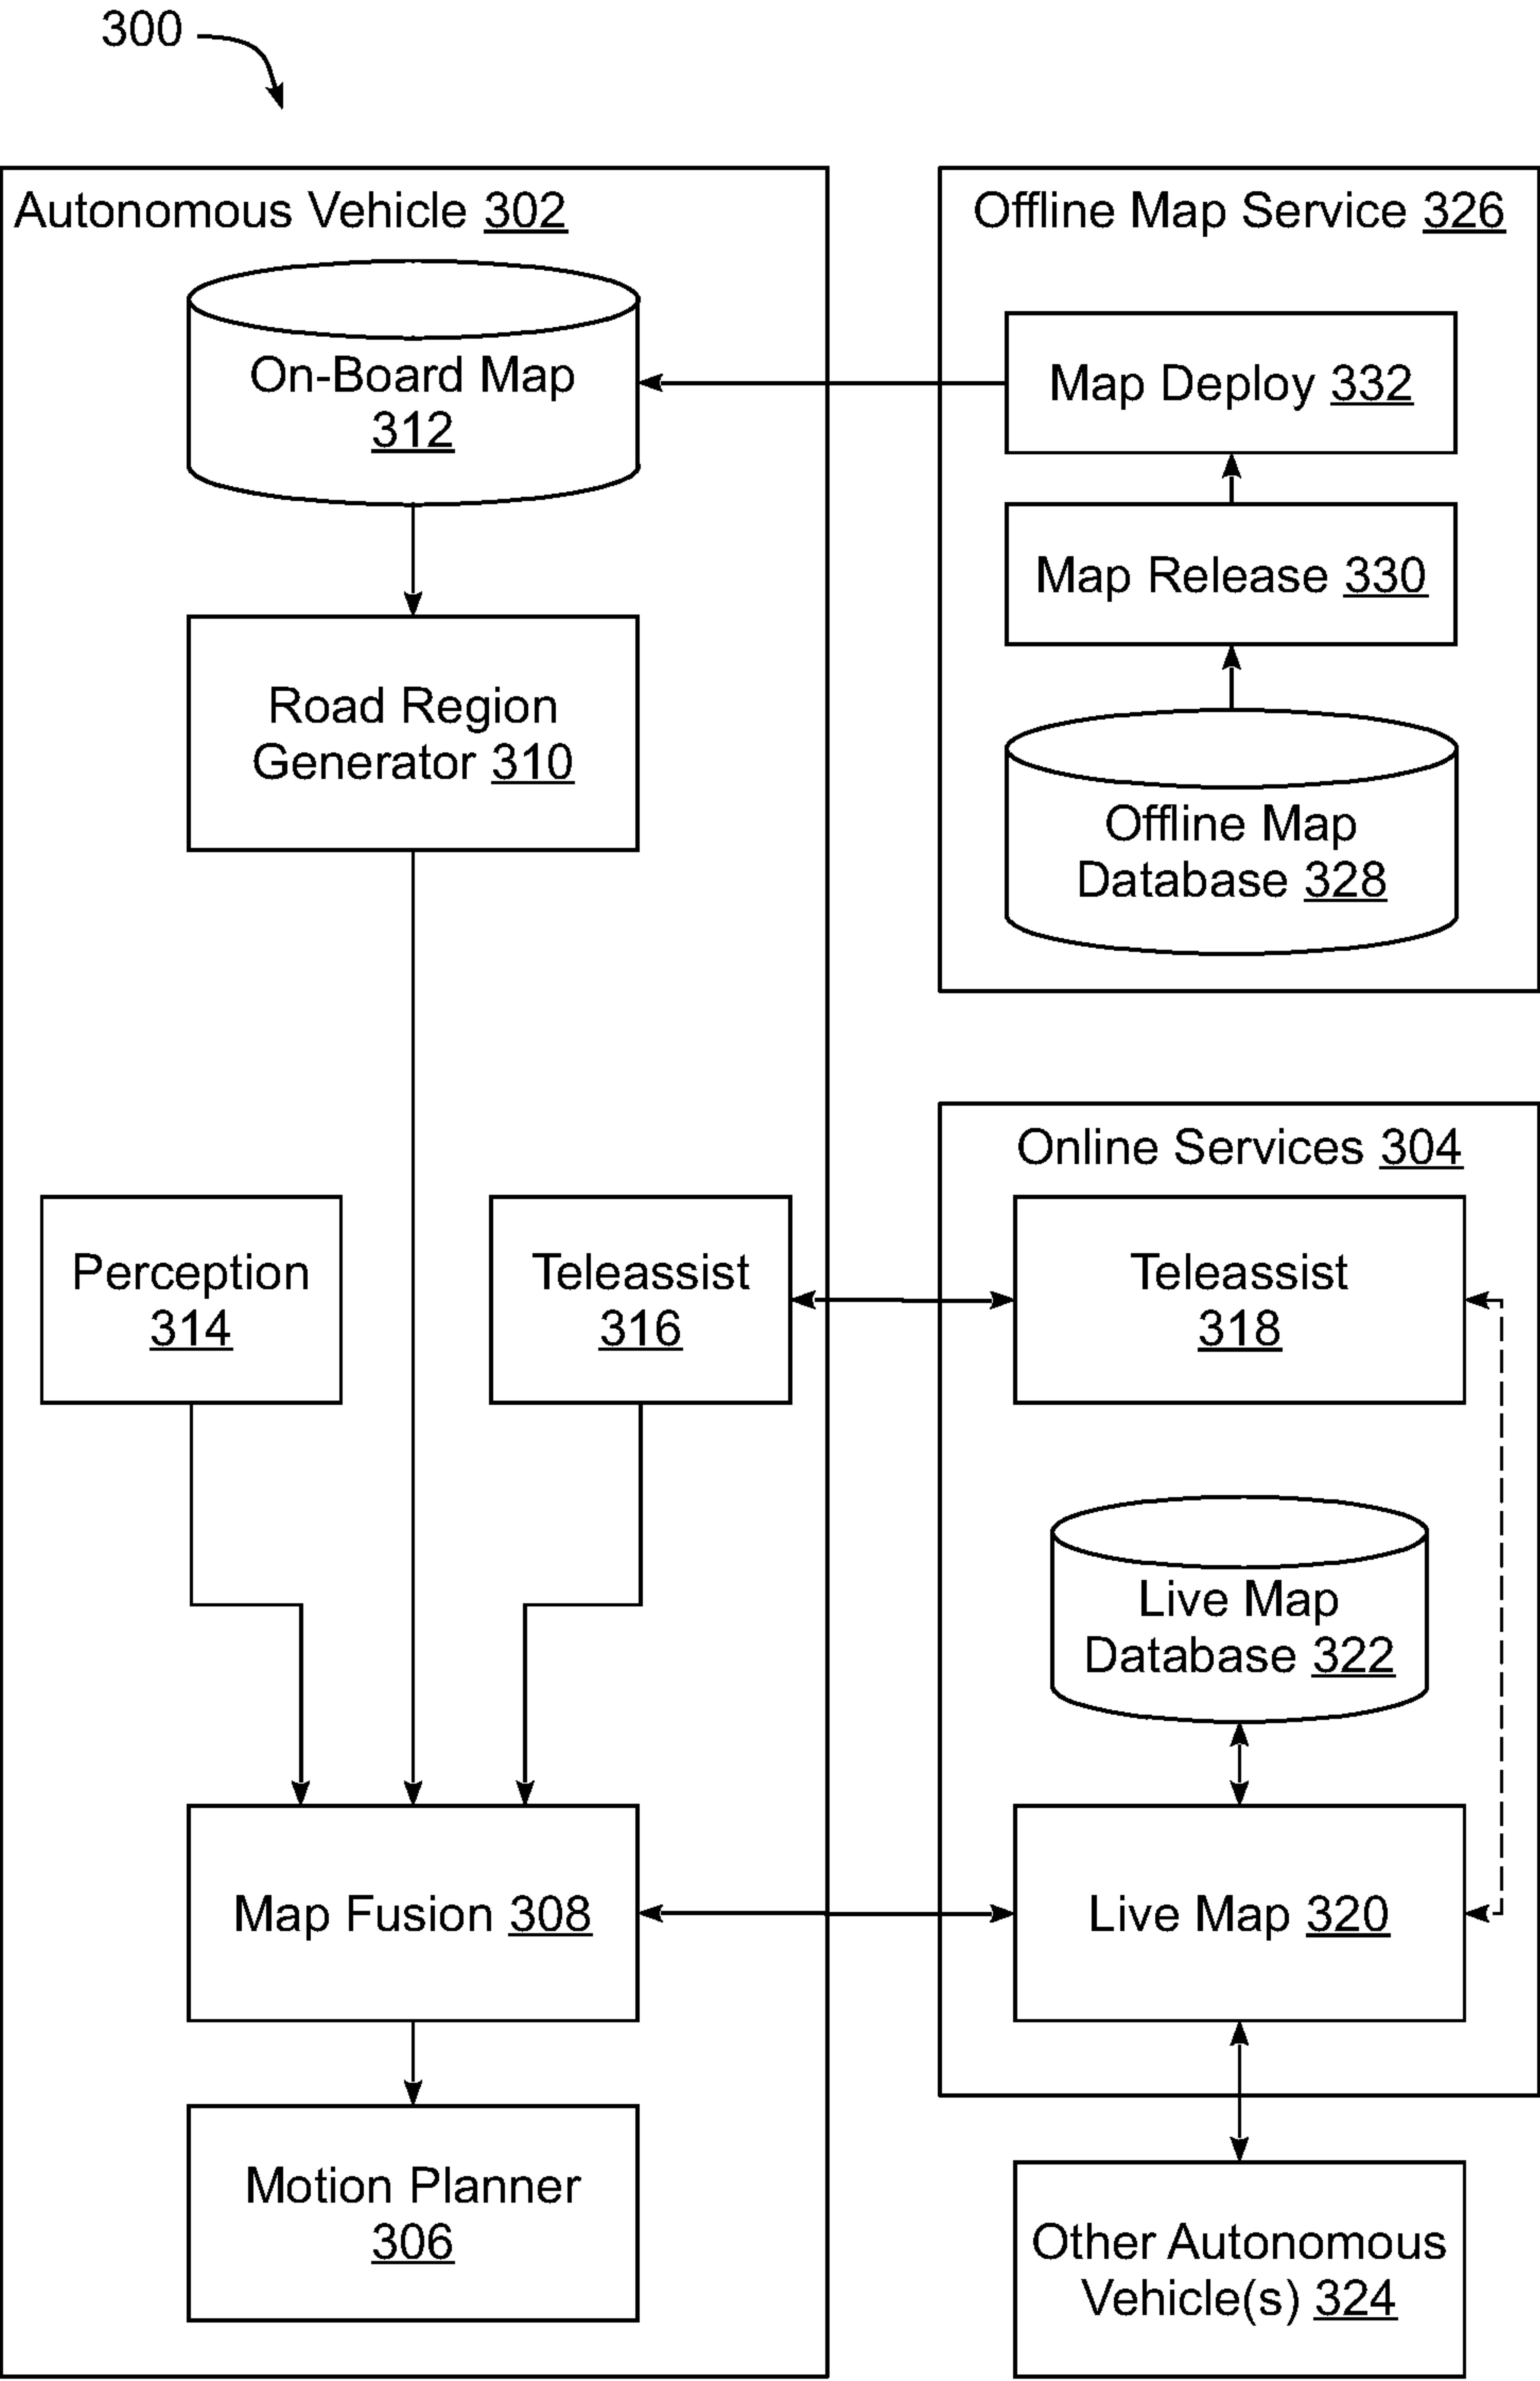 300
Autonomous Vehicle 302
On-Board Map
312
Road Region
Generator 310
Perception
314
Teleassist
316
Map Fusion 308
Motion Planner
306
Offline Map Service 326
Map Deploy 332
Map Release 330
Offline Map
Database 328
Online Services 304
Teleassist
318
Live Map
Database 322
Live Map 320
Other Autonomous
Vehicle(s) 324